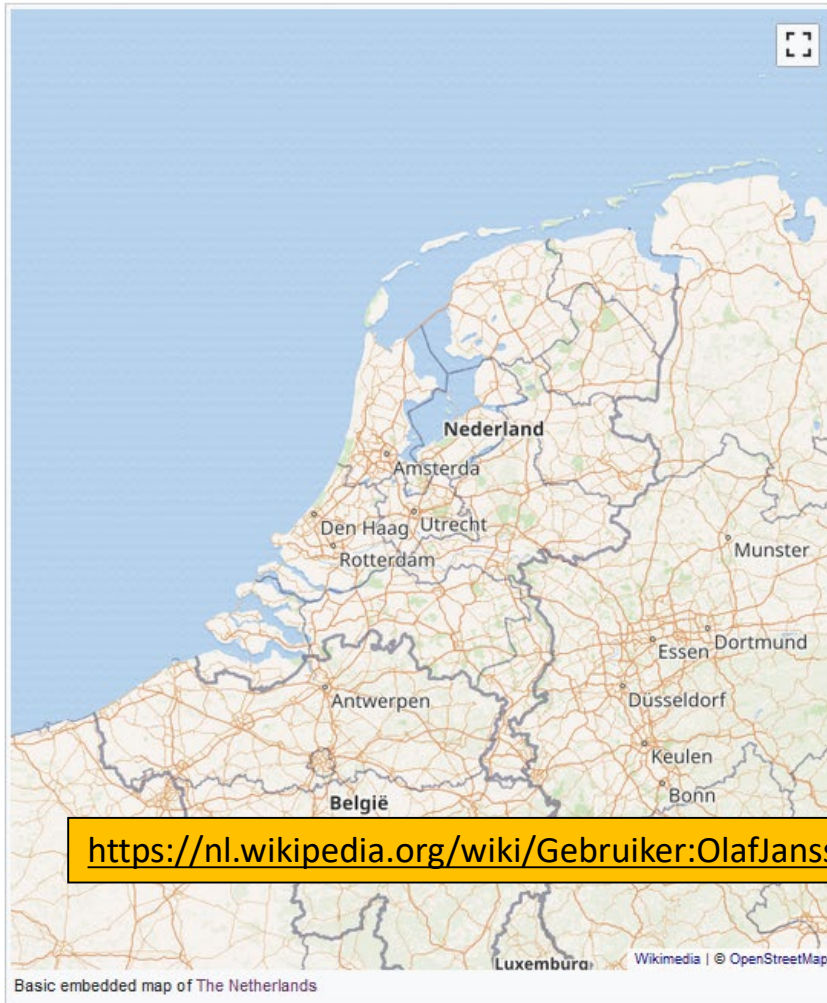 Nederland
Amsterda
Den Haag
Utrecht
Rotterdam
Munster
Dortmund
Essen
Antwerpen
Düsseldorf
Keulen
Bonn
België
https://nl.wikipedia.org/wiki/Gebruiker:OlafJanss
Luxemburg
Wikimedia | © OpenStreetMap
Basic embedded map of The Netherlands